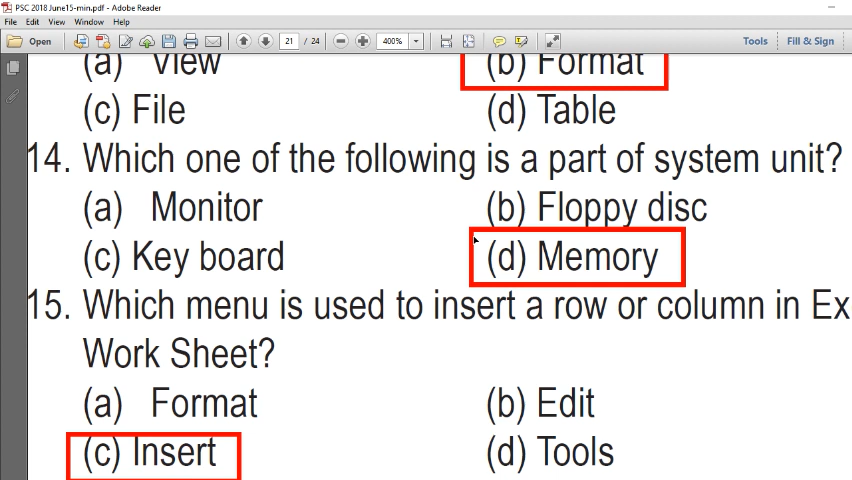 PSC 2018 June15-min.pdf - Adobe Reader
File Edit View Window Help
Open 21 / 24 400% Tools Fill & Sign
(a) View (b) Format
(c) File (d) Table
14. Which one of the following is a part of system unit?
(a) Monitor (b) Floppy disc
(c) Key board (d) Memory
15. Which menu is used to insert a row or column in Ex
Work Sheet?
(a) Format (b) Edit
(c) Insert (d) Tools